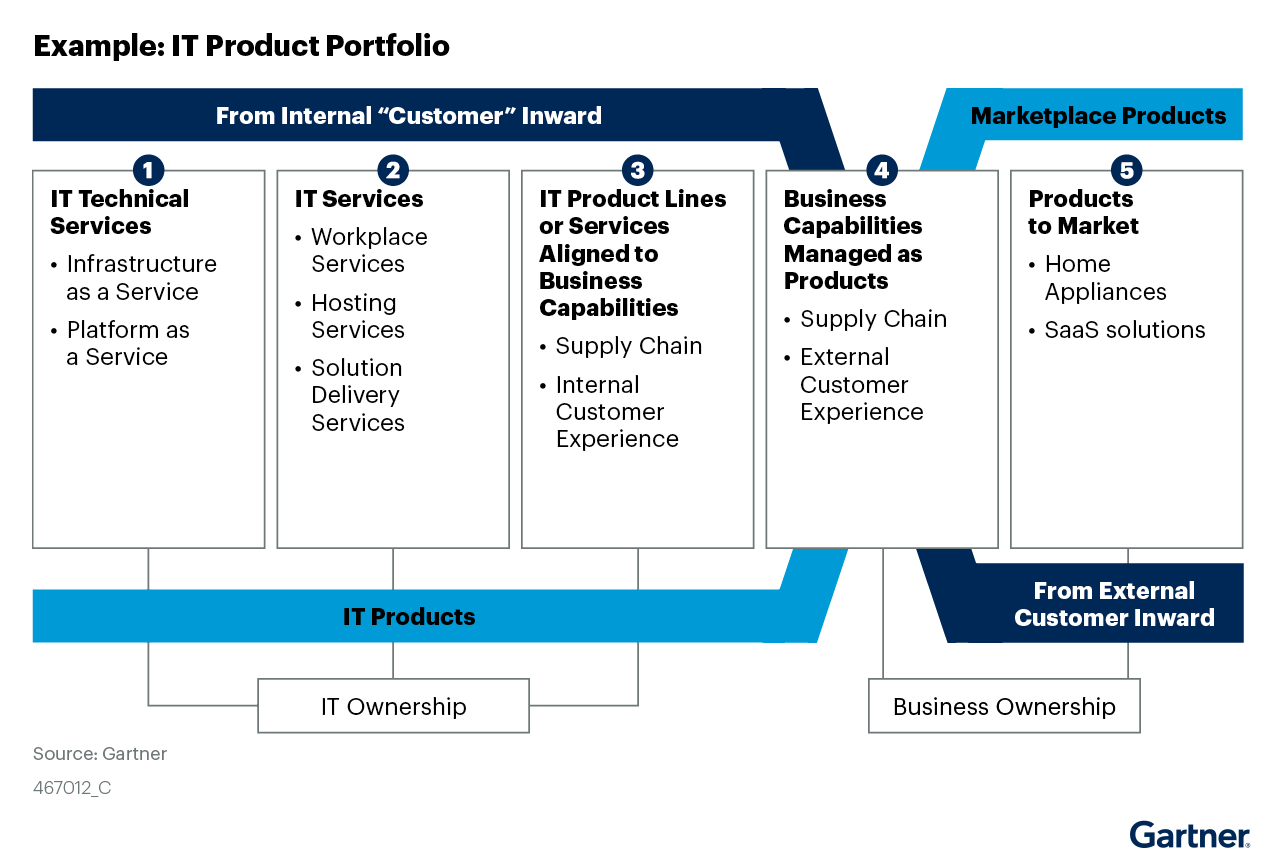 Example: IT Product Portfolio
From Internal “Customer” Inward
Marketplace Products
1
IT Technical
Services
• Infrastructure
as a Service
• Platform as
a Service
2
IT Services
• Workplace
Services
• Hosting
Services
• Solution
Delivery
Services
3
IT Product Lines
or Services
Aligned to
Business
Capabilities
• Supply Chain
• Internal
Customer
Experience
4
Business
Capabilities
Managed as
Products
• Supply Chain
• External
Customer
Experience
5
Products
to Market
• Home
Appliances
• SaaS solutions
IT Products
From External
Customer Inward
IT Ownership
Business Ownership
Source: Gartner
467012_C
Gartner®